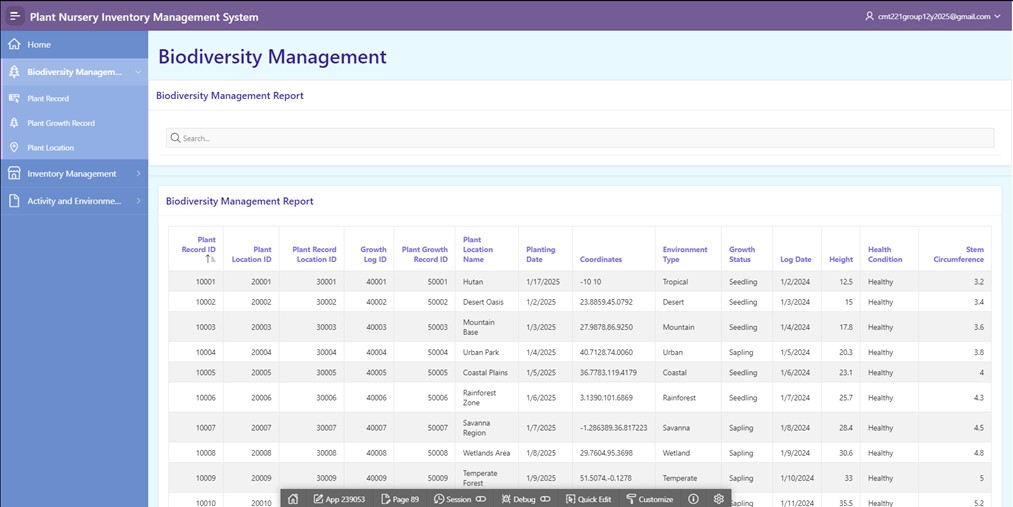 Plant Nursery Inventory Management System
cmt221group12y2025@gmail.com
Home
Biodiversity Managem...
Plant Record
Plant Growth Record
Plant Location
Inventory Management
Activity and Environme...
Biodiversity Management
Biodiversity Management Report
Search...
Biodiversity Management Report
Plant Record ID Plant Location ID Plant Record Location ID Growth Log ID Plant Growth Record ID Plant Location Name Planting Date Coordinates Environment Type Growth Status Log Date Height Health Condition Stem Circumference
10001 20001 30001 40001 50001 Hutan 1/17/2025 -10 10 Tropical Seedling 1/2/2024 12.5 Healthy 3.2
10002 20002 30002 40002 50002 Desert Oasis 1/2/2025 23.8859.45.0792 Desert Seedling 1/3/2024 15 Healthy 3.4
10003 20003 30003 40003 50003 Mountain Base 1/3/2025 27.9878.86.9250 Mountain Seedling 1/4/2024 17.8 Healthy 3.6
10004 20004 30004 40004 50004 Urban Park 1/4/2025 40.7128.74.0060 Urban Sapling 1/5/2024 20.3 Healthy 3.8
10005 20005 30005 40005 50005 Coastal Plains 1/5/2025 36.7783.119.4179 Coastal Seedling 1/6/2024 23.1 Healthy 4
10006 20006 30006 40006 50006 Rainforest Zone 1/6/2025 3.1390.101.6869 Rainforest Seedling 1/7/2024 25.7 Healthy 4.3
10007 20007 30007 40007 50007 Savanna Region 1/7/2025 -1.286389,36.817223 Savanna Sapling 1/8/2024 28.4 Healthy 4.5
10008 20008 30008 40008 50008 Wetlands Area 1/8/2025 29.7604.95.3698 Wetland Sapling 1/9/2024 30.6 Healthy 4.8
10009 20009 30009 40009 50009 Temperate Forest 1/9/2025 51.5074,-0.1278 Temperate Sapling 1/10/2024 33 Healthy 5
10010 20010 Sapling 1/11/2024 35.5 Healthy 5.2
App 239053 Page 89 Session Debug Quick Edit Customize